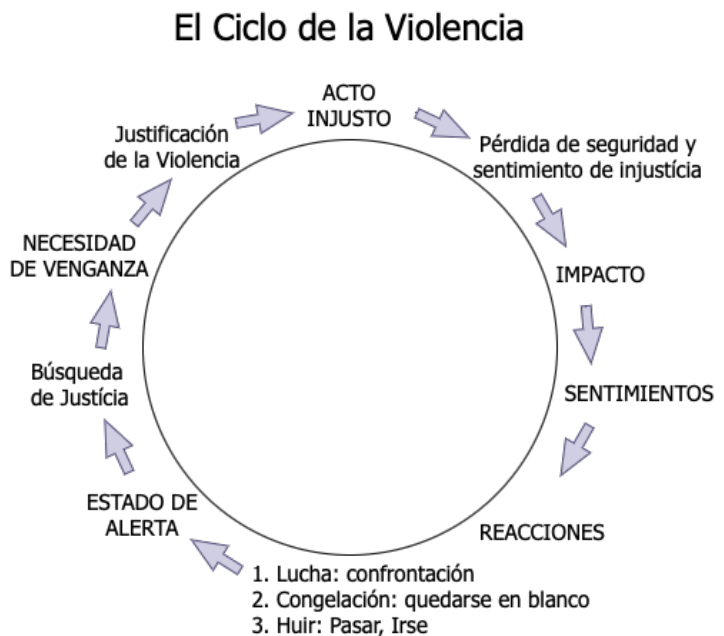 El Ciclo de la Violencia
ACTO
INJUSTO
Pérdida de seguridad y
sentimiento de injustícia
IMPACTO
SENTIMIENTOS
REACCIONES
1. Lucha: confrontación
2. Congelación: quedarse en blanco
3. Huir: Pasar, Irse
ESTADO DE
ALERTA
Búsqueda
de Justícia
NECESIDAD
DE VENGANZA
Justificación
de la Violencia